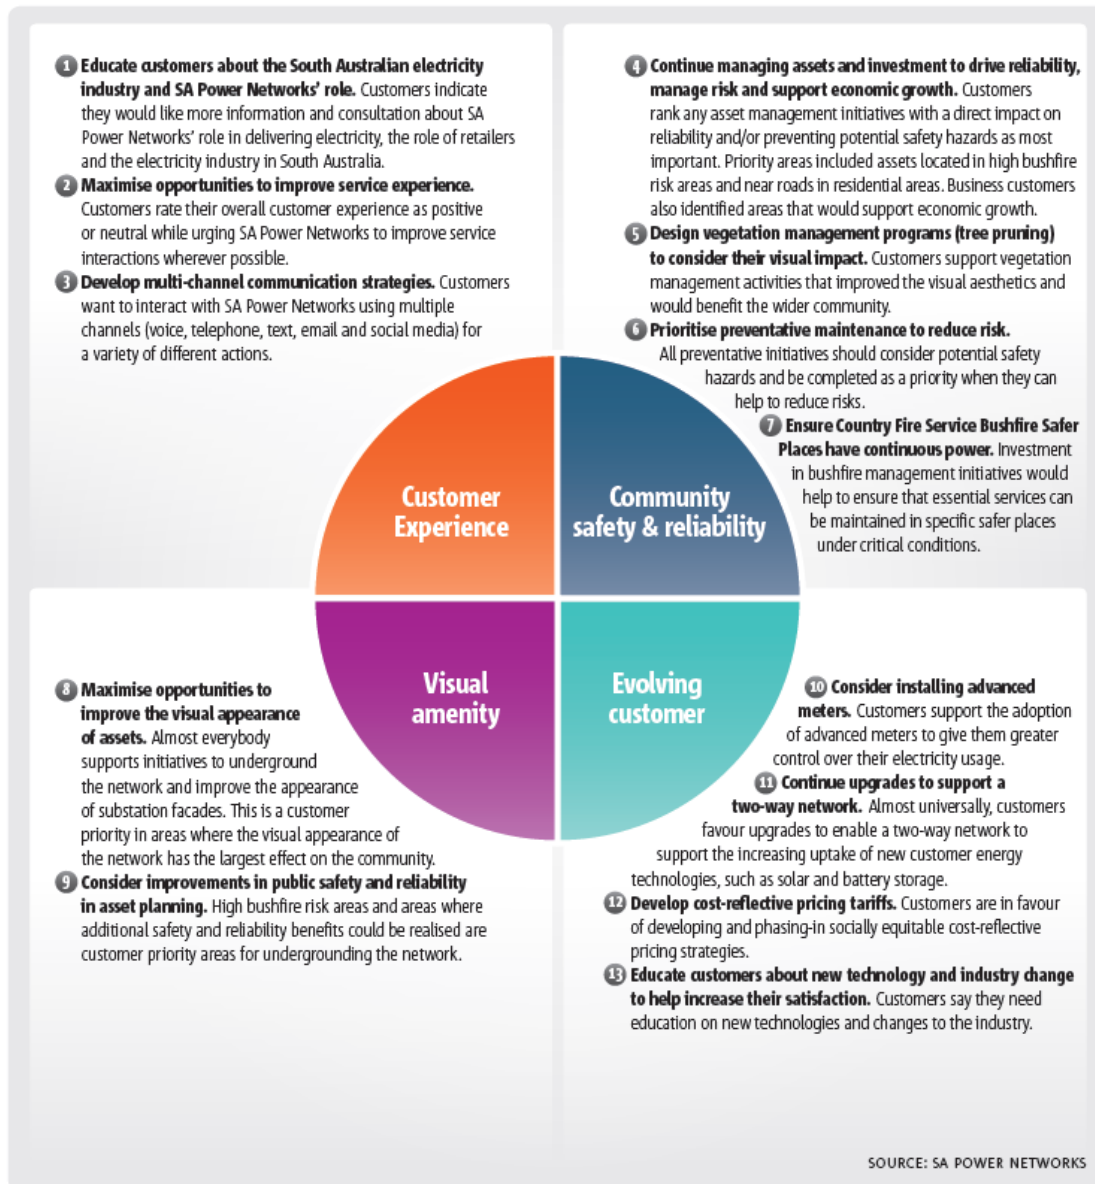 1 Educate customers about the South Australian electricity
industry and SA Power Networks' role. Customers indicate
they would like more information and consultation about SA
Power Networks' role in delivering electricity, the role of retailers
and the electricity industry in South Australia.
2 Maximise opportunities to improve service experience.
Customers rate their overall customer experience as positive
or neutral while urging SA Power Networks to improve service
interactions wherever possible.
3 Develop multi-channel communication strategies. Customers
want to interact with SA Power Networks using multiple
channels (voice, telephone, text, email and social media) for
a variety of different actions.
4 Continue managing assets and investment to drive reliability,
manage risk and support economic growth. Customers
rank any asset management initiatives with a direct impact on
reliability and/or preventing potential safety hazards as most
important. Priority areas included assets located in high bushfire
risk areas and near roads in residential areas. Business customers
also identified areas that would support economic growth.
5 Design vegetation management programs (tree pruning)
to consider their visual impact. Customers support vegetation
management activities that improved the visual aesthetics and
would benefit the wider community.
6 Prioritise preventative maintenance to reduce risk.
All preventative initiatives should consider potential safety
hazards and be completed as a priority when they can
help to reduce risks.
7 Ensure Country Fire Service Bushfire Safer
Places have continuous power. Investment
in bushfire management initiatives would
help to ensure that essential services can
be maintained in specific safer places
under critical conditions.
Customer
Experience
Community
safety & reliability
Visual
amenity
Evolving
customer
8 Maximise opportunities to
improve the visual appearance
of assets. Almost everybody
supports initiatives to underground
the network and improve the appearance
of substation facades. This is a customer
priority in areas where the visual appearance of
the network has the largest effect on the community.
9 Consider improvements in public safety and reliability
in asset planning. High bushfire risk areas and areas where
additional safety and reliability benefits could be realised are
customer priority areas for undergrounding the network.
10 Consider installing advanced
meters. Customers support the adoption
of advanced meters to give them greater
control over their electricity usage.
11 Continue upgrades to support a
two-way network. Almost universally, customers
favour upgrades to enable a two-way network to
support the increasing uptake of new customer energy
technologies, such as solar and battery storage.
12 Develop cost-reflective pricing tariffs. Customers are in favour
of developing and phasing-in socially equitable cost-reflective
pricing strategies.
13 Educate customers about new technology and industry change
to help increase their satisfaction. Customers say they need
education on new technologies and changes to the industry.
SOURCE: SA POWER NETWORKS